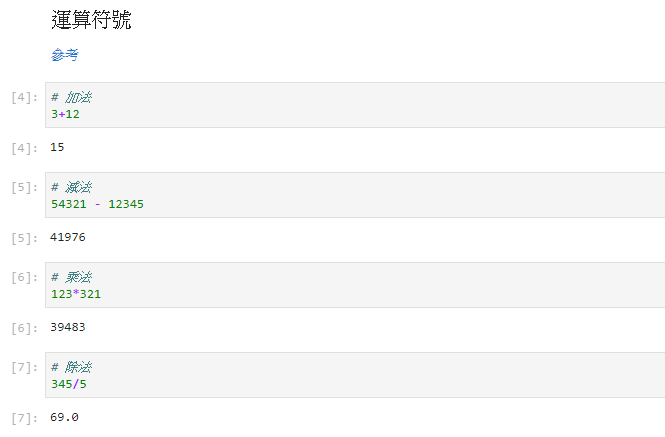 運算符號
參考
[4]:
# 加法
3+12
[4]:
15
[5]:
# 減法
54321 - 12345
[5]:
41976
[6]:
# 乘法
123*321
[6]:
39483
[7]:
# 除法
345/5
[7]:
69.0